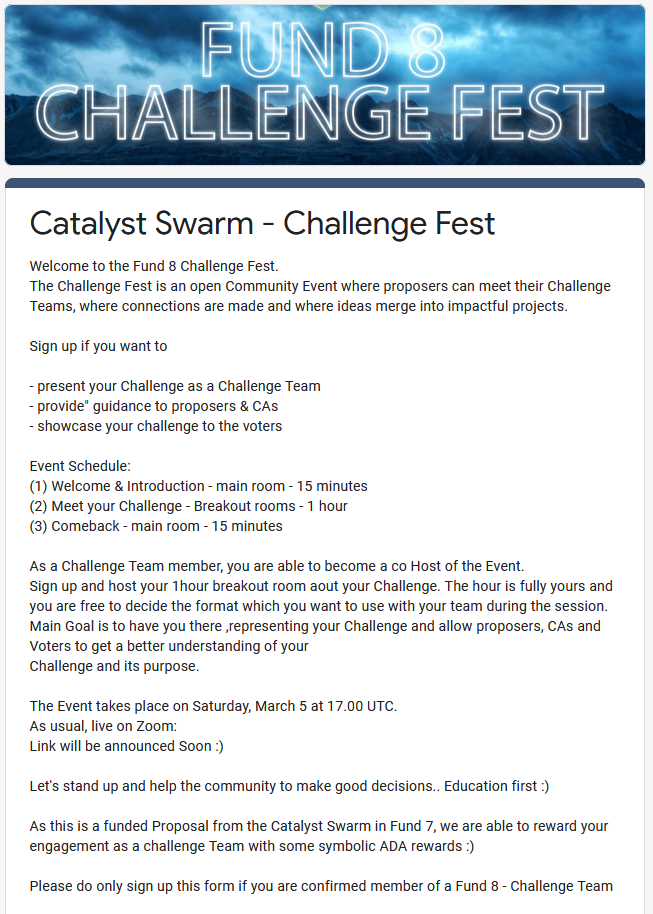 FUND 8
CHALLENGE FEST
Catalyst Swarm - Challenge Fest
Welcome to the Fund 8 Challenge Fest.
The Challenge Fest is an open Community Event where proposers can meet their Challenge
Teams, where connections are made and where ideas merge into impactful projects.
Sign up if you want to
- present your Challenge as a Challenge Team
- provide" guidance to proposers & CAs
- showcase your challenge to the voters
Event Schedule:
(1) Welcome & Introduction - main room - 15 minutes
(2) Meet your Challenge - Breakout rooms - 1 hour
(3) Comeback - main room - 15 minutes
As a Challenge Team member, you are able to become a co Host of the Event.
Sign up and host your 1hour breakout room aout your Challenge. The hour is fully yours and
you are free to decide the format which you want to use with your team during the session.
Main Goal is to have you there ,representing your Challenge and allow proposers, CAs and
Voters to get a better understanding of your
Challenge and its purpose.
The Event takes place on Saturday, March 5 at 17.00 UTC.
As usual, live on Zoom:
Link will be announced Soon :)
Let's stand up and help the community to make good decisions.. Education first :)
As this is a funded Proposal from the Catalyst Swarm in Fund 7, we are able to reward your
engagement as a challenge Team with some symbolic ADA rewards :)
Please do only sign up this form if you are confirmed member of a Fund 8 - Challenge Team